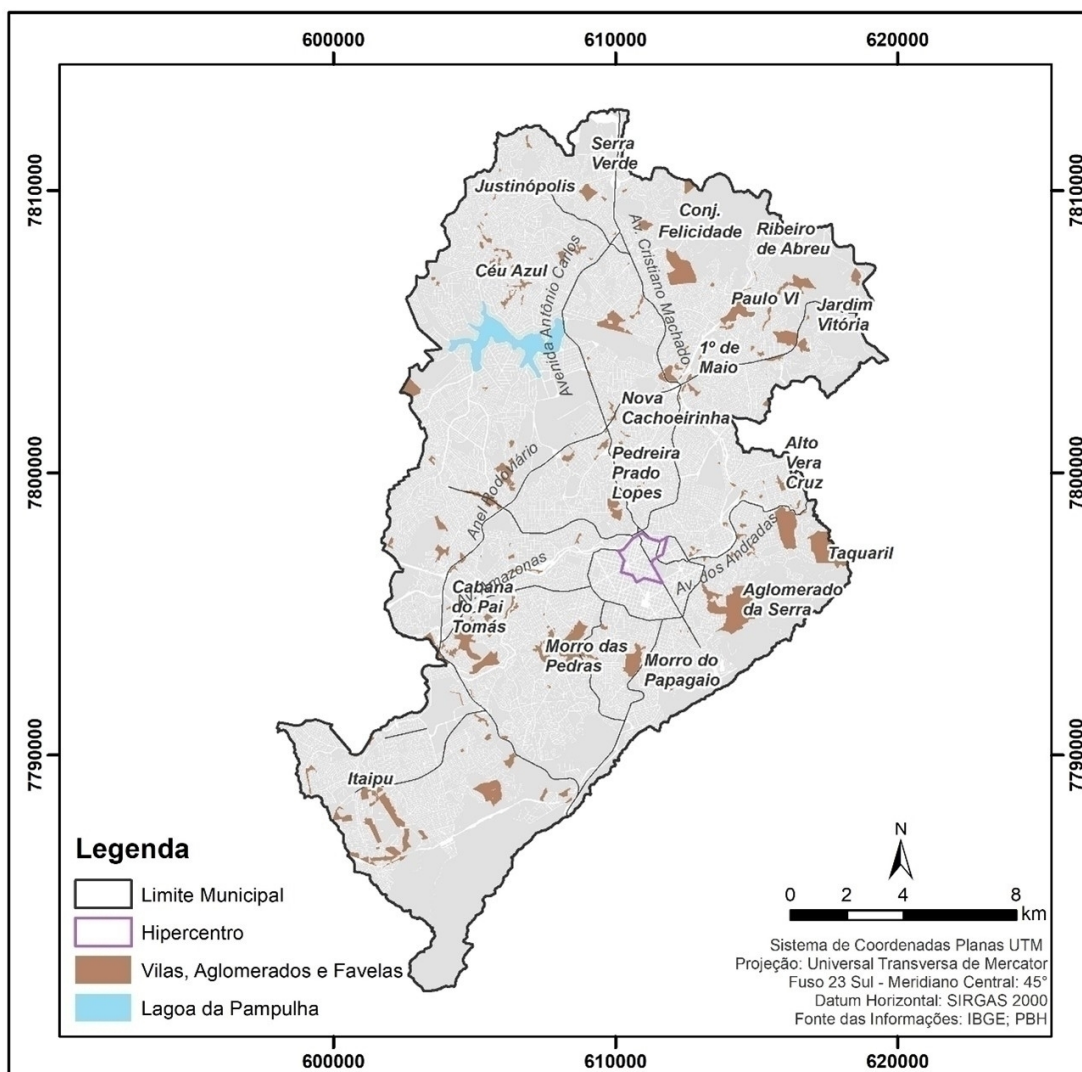 600000
610000
620000
7810000
7810000
Serra
Verde
Justinópolis
Conj.
Felicidade
Ribeiro
de Abreu
Av. Cristiano Machado
Céu Azul
Avenida Antônio Carlos
Paulo VI
Jardim
Vitória
1º de
Maio
Nova
Cachoeirinha
Alto
Vera
Cruz
Pedreira
Prado
Lopes
7800000
7800000
Anel Rodoviário
Av. dos Andradas
Taquaril
Av. Amazonas
Cabana
do Pai
Tomás
Aglomerado
da Serra
Morro das
Pedras
Morro do
Papagaio
7790000
7790000
Itaipu
Legenda
Limite Municipal
Hipercentro
Vilas, Aglomerados e Favelas
Lagoa da Pampulha
N
0 2 4 8
km
Sistema de Coordenadas Planas UTM
Projeção: Universal Transversa de Mercator
Fuso 23 Sul - Meridiano Central: 45°
Datum Horizontal: SIRGAS 2000
Fonte das Informações: IBGE; PBH
600000
610000
620000